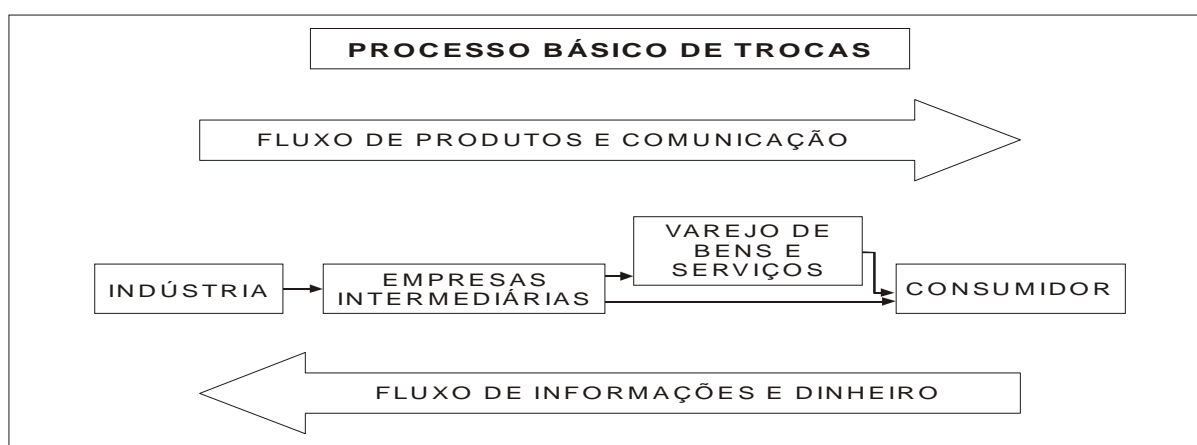 PROCESSO BÁSICO DE TROCAS
FLUXO DE PRODUTOS E COMUNICAÇÃO
VAREJO DE
BENS E
SERVIÇOS
INDÚSTRIA
EMPRESAS
INTERMEDIÁRIAS
CONSUMIDOR
FLUXO DE INFORMAÇÕES E DINHEIRO